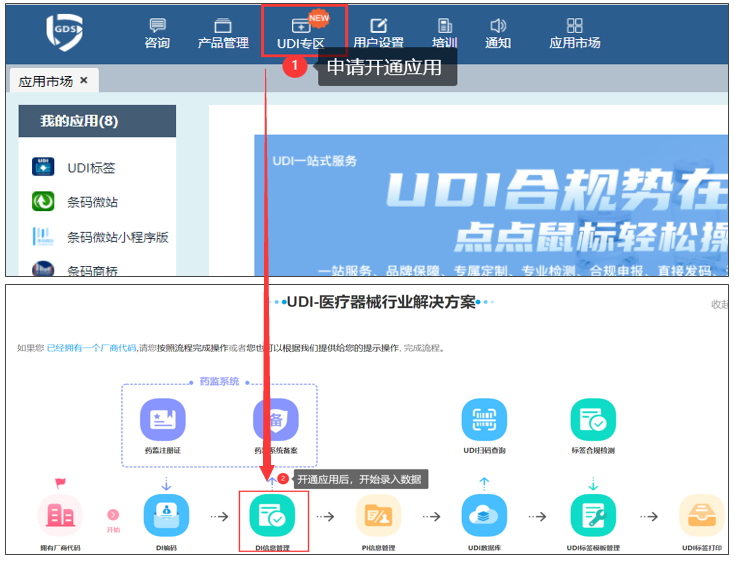 GDS
咨询
产品管理
NEW
UDI专区
用户设置
培训
通知
应用市场
1 申请开通应用
应用市场 ×
我的应用(8)
UDI标签
条码微站
条码微站小程序版
条码商桥
UDI一站式服务
UDI合规势在
点点鼠标轻松操
一站服务、品牌保障、专属定制、专业检测、合规申报、直接发码、
UDI-医疗器械行业解决方案
收起
如果您 已经拥有一个厂商代码,请您按照流程完成操作或者您也可以根据我们提供给您的提示操作, 完成流程。
药监系统
药监注册证
药监系统备案
UDI扫码查询
标签合规检测
2 开通应用后，开始录入数据
拥有厂商代码
开始
DI编码
DI信息管理
PI信息管理
UDI数据库
UDI标签模版管理
UDI标签打印